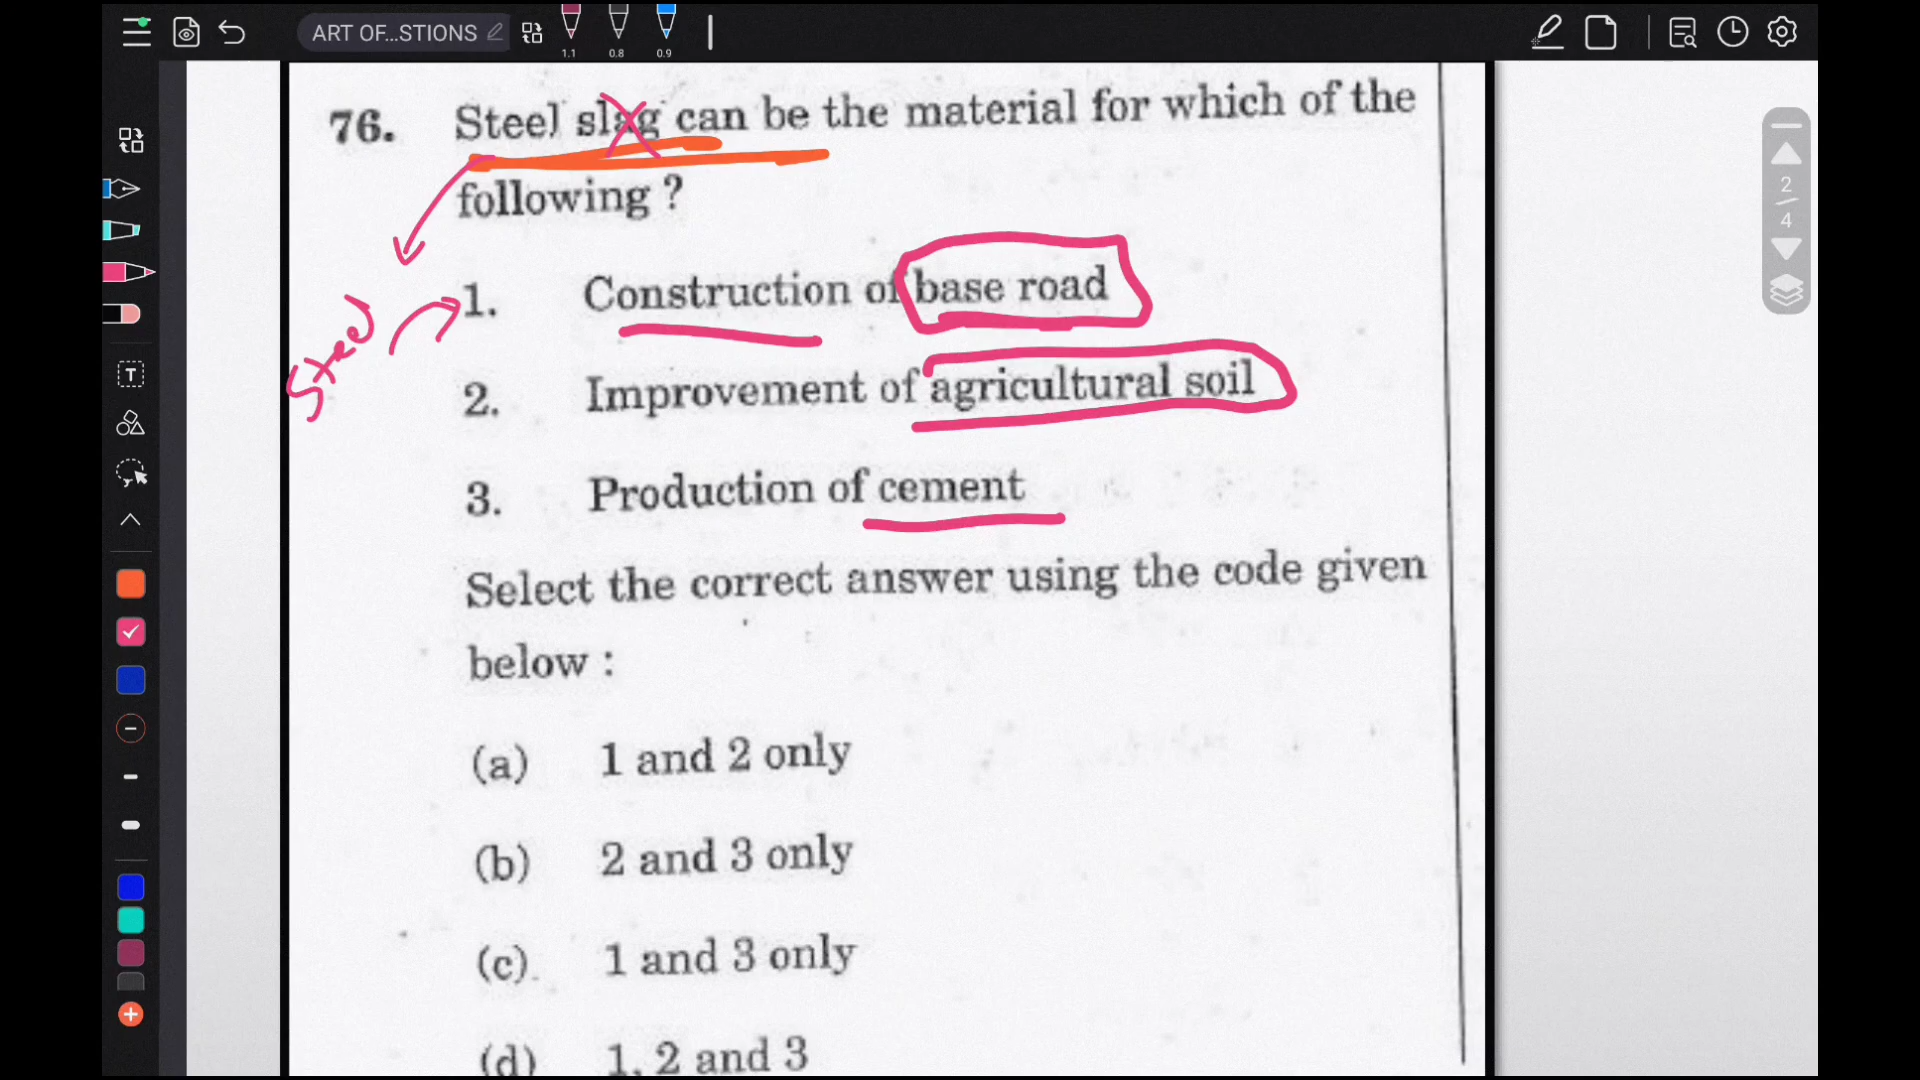 ART OF...STIONS
1.1 0.8 0.9
76. Steel slag can be the material for which of the
following ?
1. Construction of base road
Steel
2. Improvement of agricultural soil
3. Production of cement
Select the correct answer using the code given
below :
(a) 1 and 2 only
(b) 2 and 3 only
(c) 1 and 3 only
(d) 1, 2 and 3
2
4
T